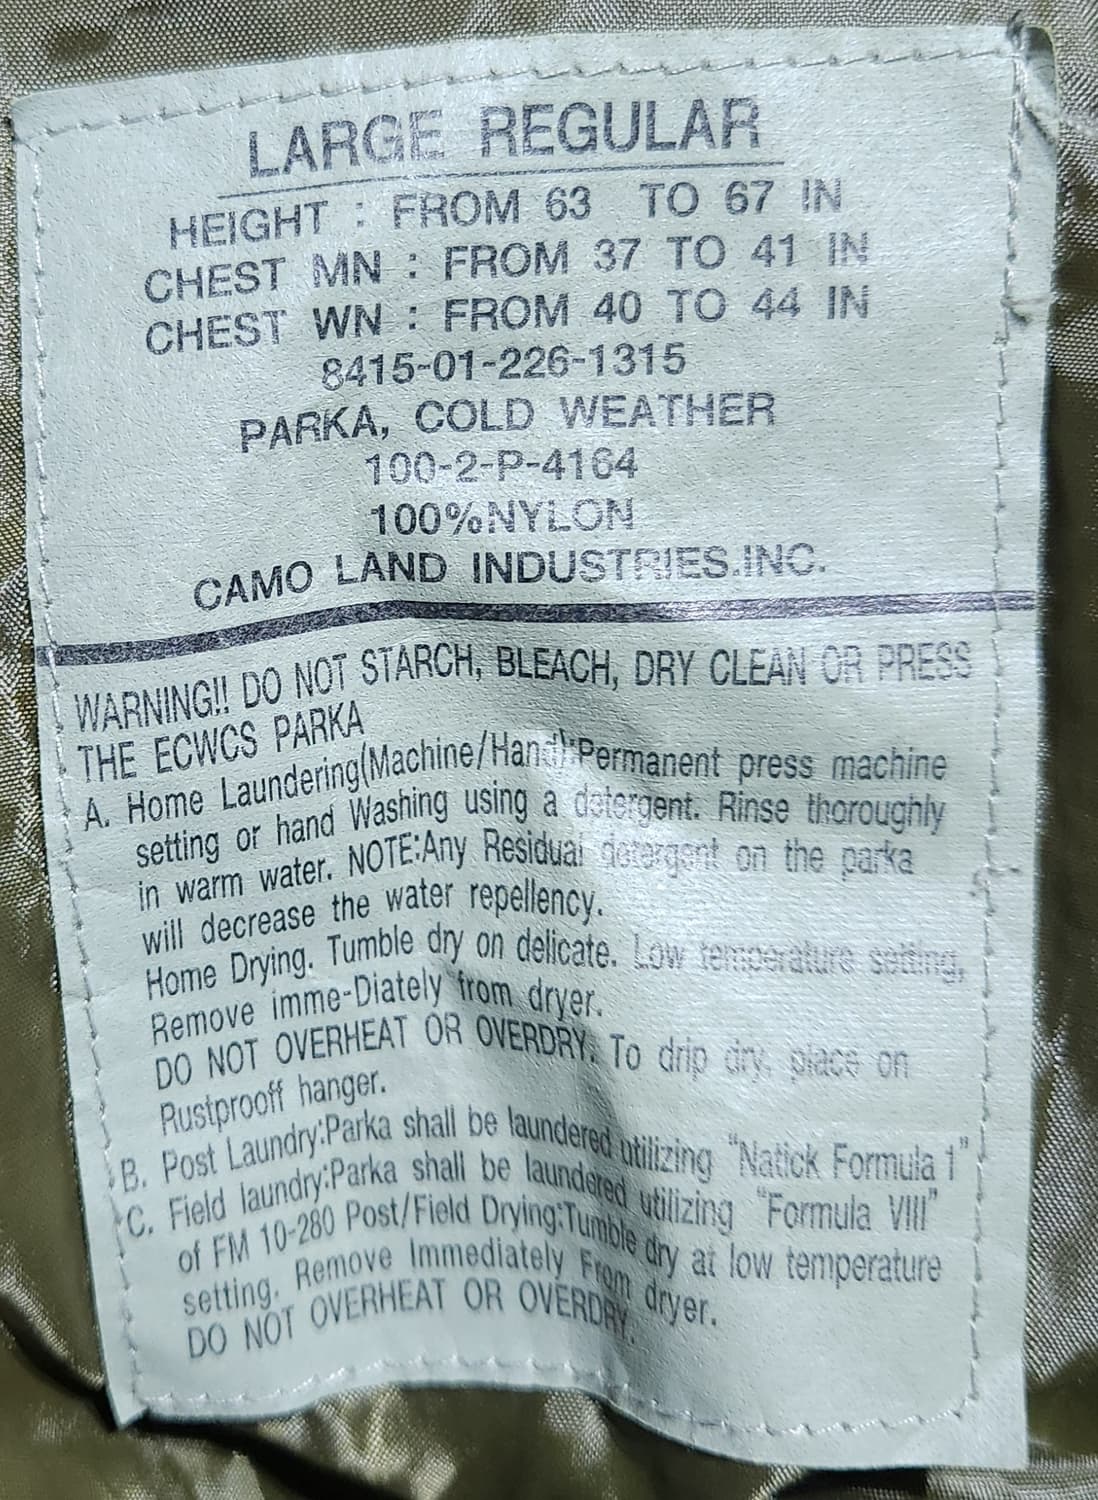 LARGE REGULAR
HEIGHT : FROM 63 TO 67 IN
CHEST MN : FROM 37 TO 41 IN
CHEST WN : FROM 40 TO 44 IN
8415-01-226-1315
PARKA, COLD WEATHER
100-2-P-4164
100%NYLON
CAMO LAND INDUSTRIES.INC.
WARNING!! DO NOT STARCH, BLEACH, DRY CLEAN OR PRESS
THE ECWCS PARKA
A. Home Laundering(Machine/Hand):Permanent press machine
setting or hand Washing using a detergent. Rinse thoroughly
in warm water. NOTE:Any Residual detergent on the parka
will decrease the water repellency.
Home Drying. Tumble dry on delicate. Low temperature setting,
Remove imme-Diately from dryer.
DO NOT OVERHEAT OR OVERDRY. To drip dry, place on
Rustprooff hanger.
B. Post Laundry:Parka shall be laundered utilizing "Natick Formula 1"
C. Field laundry:Parka shall be laundered utilizing "Formula VIII"
of FM 10-280 Post/Field Drying:Tumble dry at low temperature
setting. Remove Immediately From dryer.
DO NOT OVERHEAT OR OVERDRY.